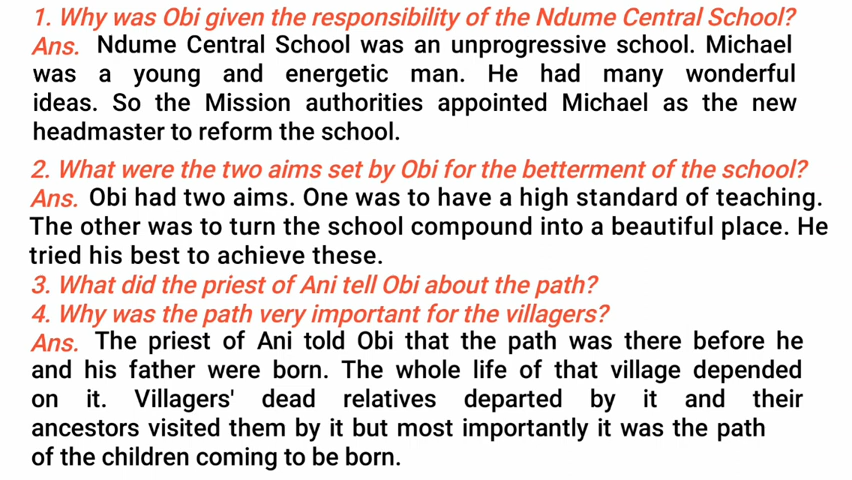 1. Why was Obi given the responsibility of the Ndume Central School?
Ans. Ndume Central School was an unprogressive school. Michael
was a young and energetic man. He had many wonderful
ideas. So the Mission authorities appointed Michael as the new
headmaster to reform the school.
2. What were the two aims set by Obi for the betterment of the school?
Ans. Obi had two aims. One was to have a high standard of teaching.
The other was to turn the school compound into a beautiful place. He
tried his best to achieve these.
3. What did the priest of Ani tell Obi about the path?
4. Why was the path very important for the villagers?
Ans. The priest of Ani told Obi that the path was there before he
and his father were born. The whole life of that village depended
on it. Villagers' dead relatives departed by it and their
ancestors visited them by it but most importantly it was the path
of the children coming to be born.